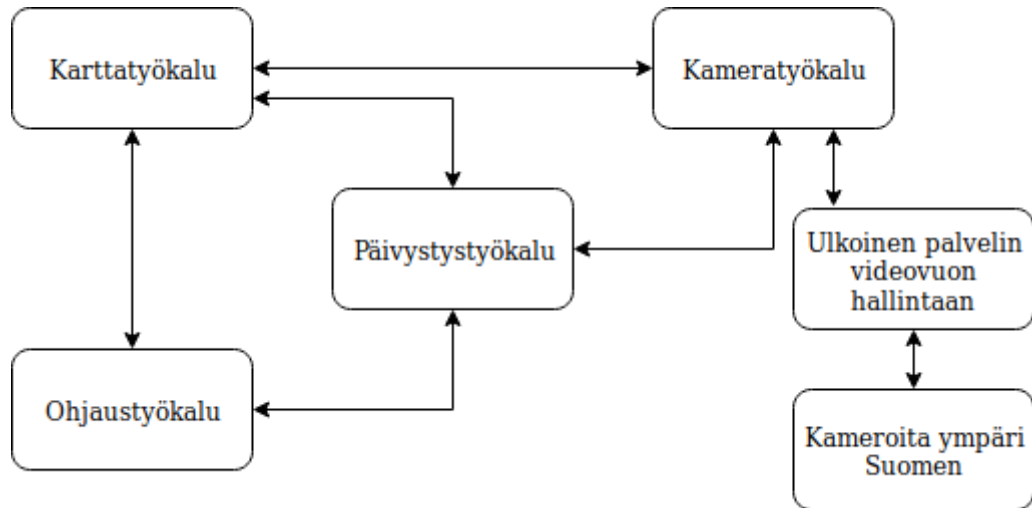 Karttatyökalu
Kameratyökalu
Päivystystyökalu
Ulkoinen palvelin
videovuon
hallintaan
Ohjaustyökalu
Kameroita ympäri
Suomen